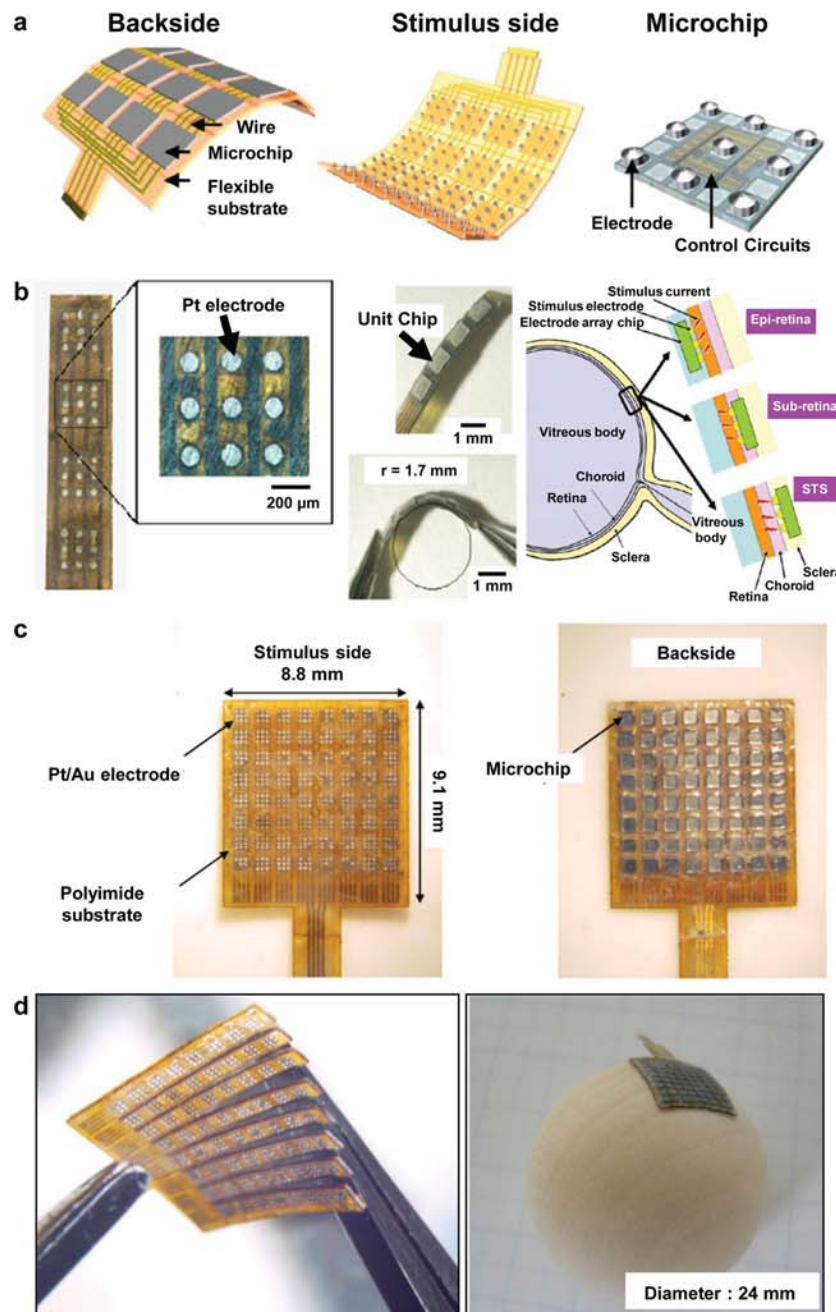 a
Backside
Stimulus side
Microchip
Wire
Microchip
Flexible
substrate
Electrode
Control Circuits
b
Pt electrode
200 μm
Unit Chip
1 mm
r = 1.7 mm
1 mm
Stimulus current
Stimulus electrode
Electrode array chip
Epi-retina
Sub-retina
STS
Vitreous body
Choroid
Retina
Sclera
Vitreous
body
Sclera
Choroid
Retina
c
Stimulus side
8.8 mm
9.1 mm
Pt/Au electrode
Polyimide
substrate
Backside
Microchip
d
Diameter : 24 mm